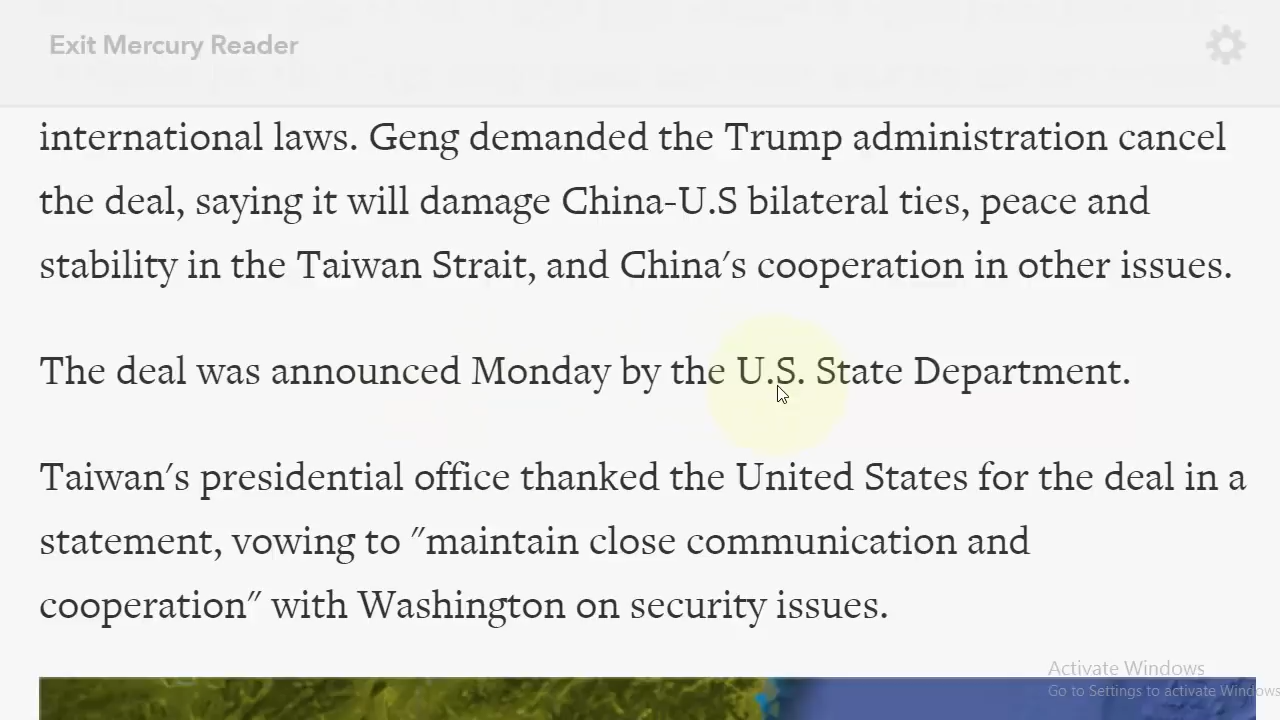 Exit Mercury Reader
international laws. Geng demanded the Trump administration cancel
the deal, saying it will damage China-U.S bilateral ties, peace and
stability in the Taiwan Strait, and China's cooperation in other issues.
The deal was announced Monday by the U.S. State Department.
Taiwan's presidential office thanked the United States for the deal in a
statement, vowing to "maintain close communication and
cooperation" with Washington on security issues.
Activate Windows
Go to Settings to activate Windows